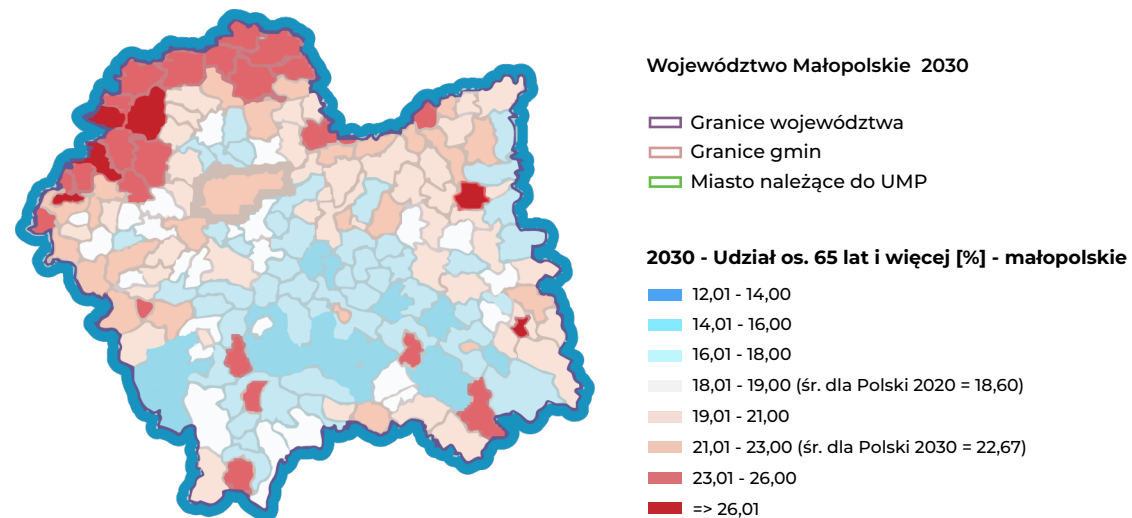 Województwo Małopolskie 2030
Granice województwa
Granice gmin
Miasto należące do UMP
2030 - Udział os. 65 lat i więcej [%] - małopolskie
12,01 - 14,00
14,01 - 16,00
16,01 - 18,00
18,01 - 19,00 (śr. dla Polski 2020 = 18,60)
19,01 - 21,00
21,01 - 23,00 (śr. dla Polski 2030 = 22,67)
23,01 - 26,00
=> 26,01